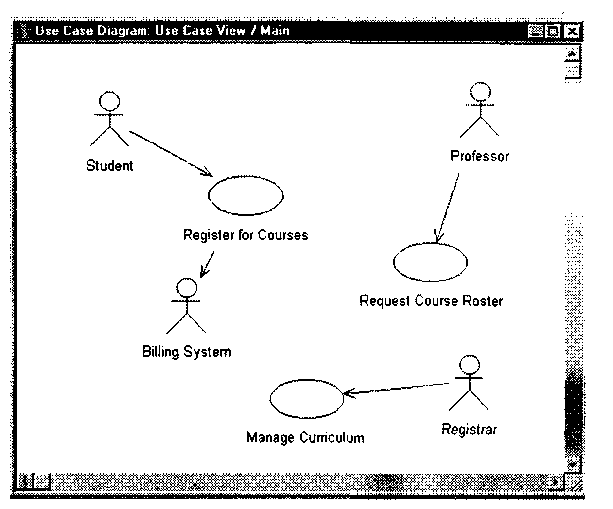 Use Case Diagram: Use Case View / Main
Student
Professor
Register for Courses
Request Course Roster
Billing System
Manage Curriculum
Registrar